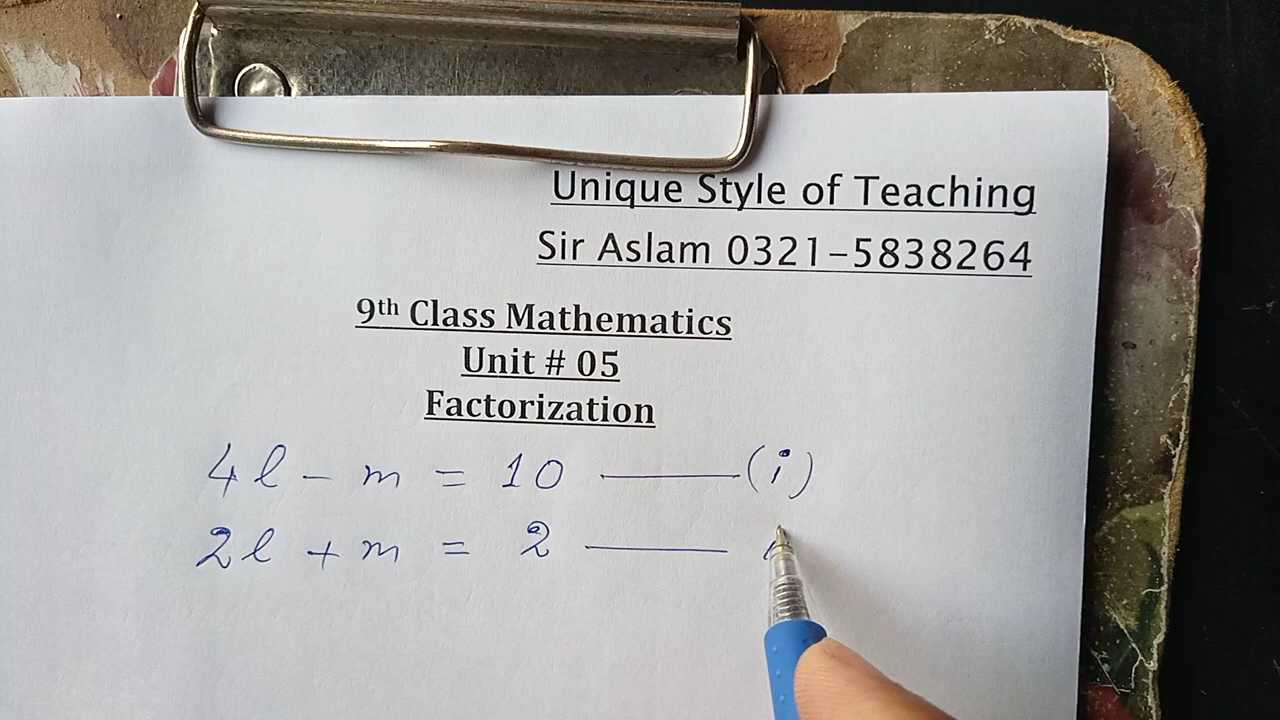 Unique Style of Teaching
Sir Aslam 0321-5838264
9th Class Mathematics
Unit # 05
Factorization
4l - m = 10 ——— (i)
2l + m = 2 ———